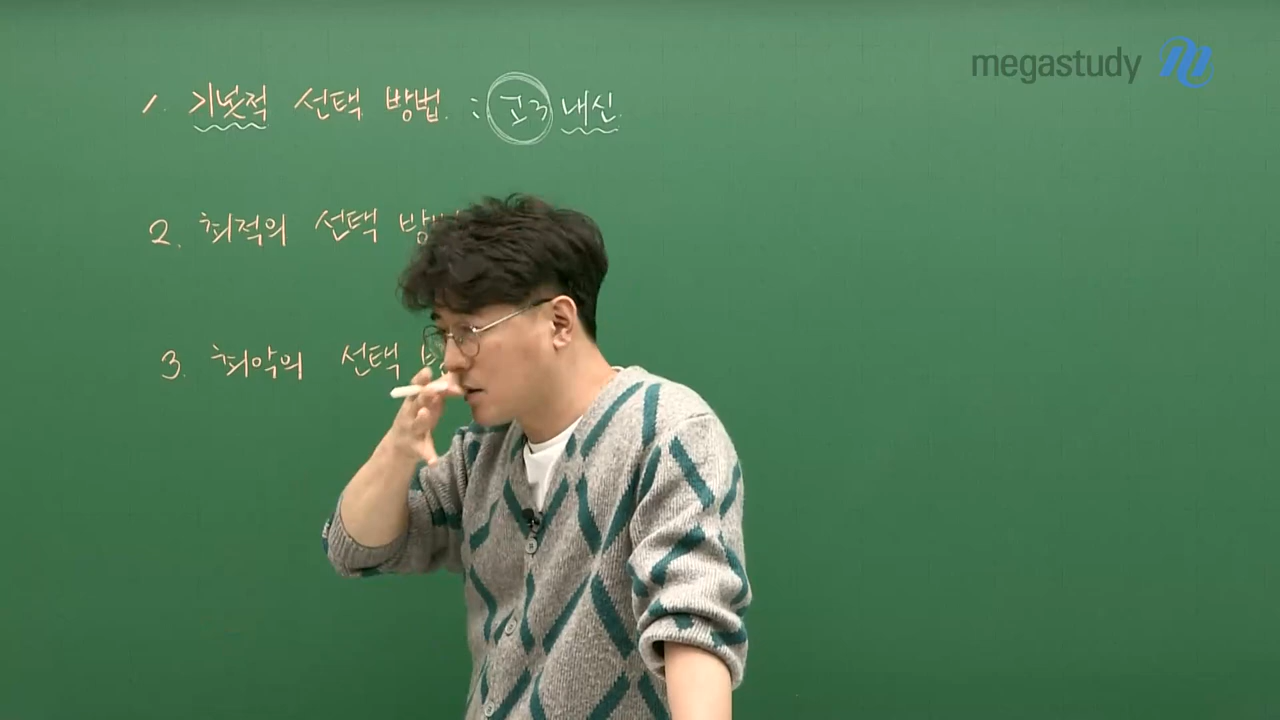 megastudy
1. 기본적 선택 방법 : 고3 내신
2. 최적의 선택
3. 최악의 선택